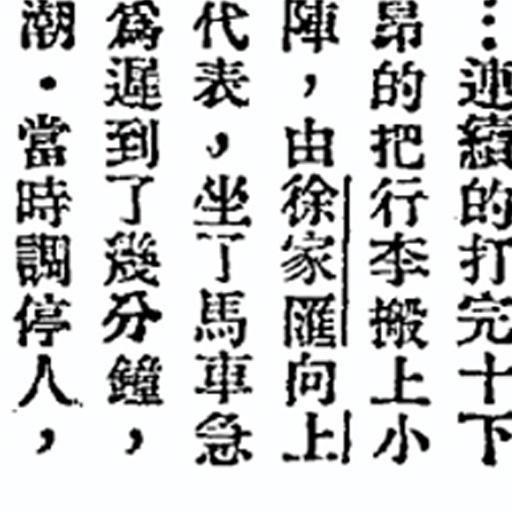 …連續的打完十下
昂的把行李搬上小
陣，由徐家匯向上
代表，坐了馬車急
為遲到了幾分鐘，
潮．當時調停人，